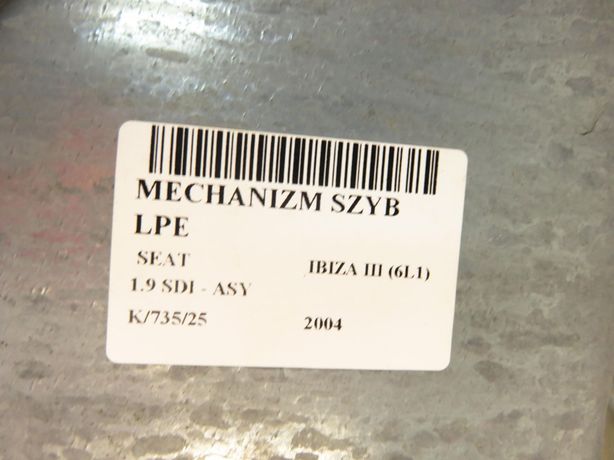 MECHANIZM SZYB
LPE
SEAT IBIZA III (6L1)
1.9 SDI - ASY
K/735/25 2004